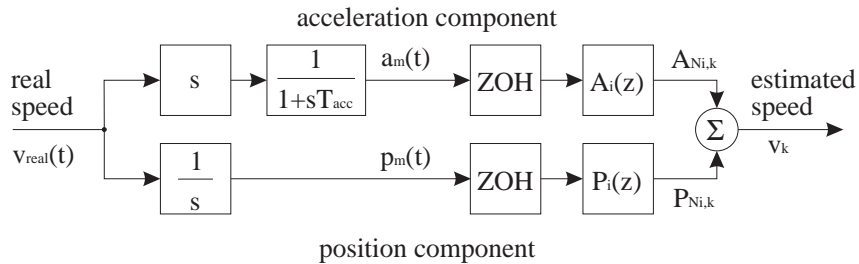 acceleration component
real speed
v_real(t)
s
1
1+sT_acc
a_m(t)
ZOH
A_i(z)
A_Ni,k
estimated speed
v_k
Σ
1
s
p_m(t)
ZOH
P_i(z)
P_Ni,k
position component